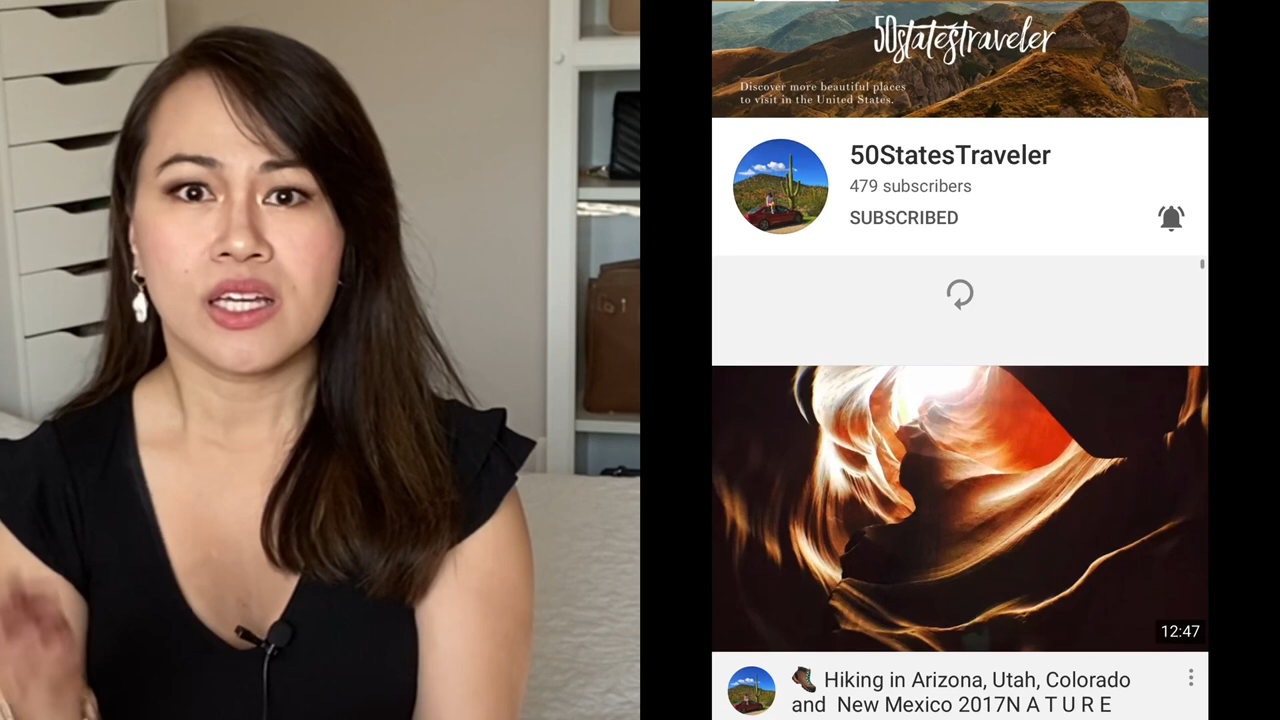 50statestraveler
Discover more beautiful places
to visit in the United States.
50StatesTraveler
479 subscribers
SUBSCRIBED
12:47
Hiking in Arizona, Utah, Colorado
and New Mexico 2017N A T U R E